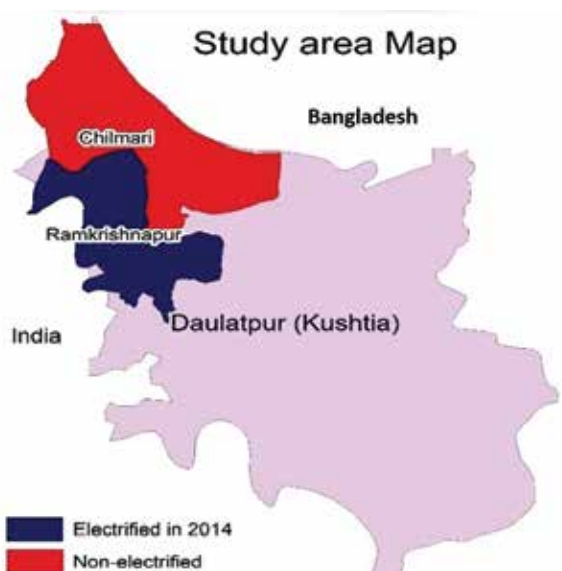 Study area Map
Bangladesh
Chilmari
Ramkrishnapur
Daulatpur (Kushtia)
India
Electrified in 2014
Non-electrified